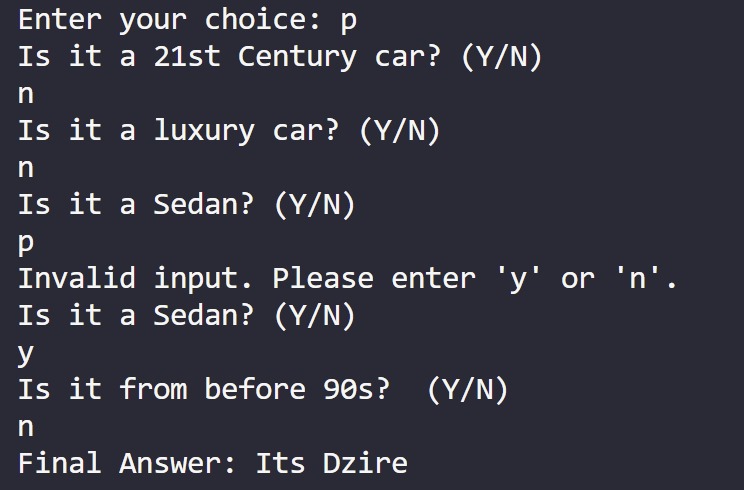 Enter your choice: p
Is it a 21st Century car? (Y/N)
n
Is it a luxury car? (Y/N)
n
Is it a Sedan? (Y/N)
p
Invalid input. Please enter 'y' or 'n'.
Is it a Sedan? (Y/N)
y
Is it from before 90s?  (Y/N)
n
Final Answer: Its Dzire